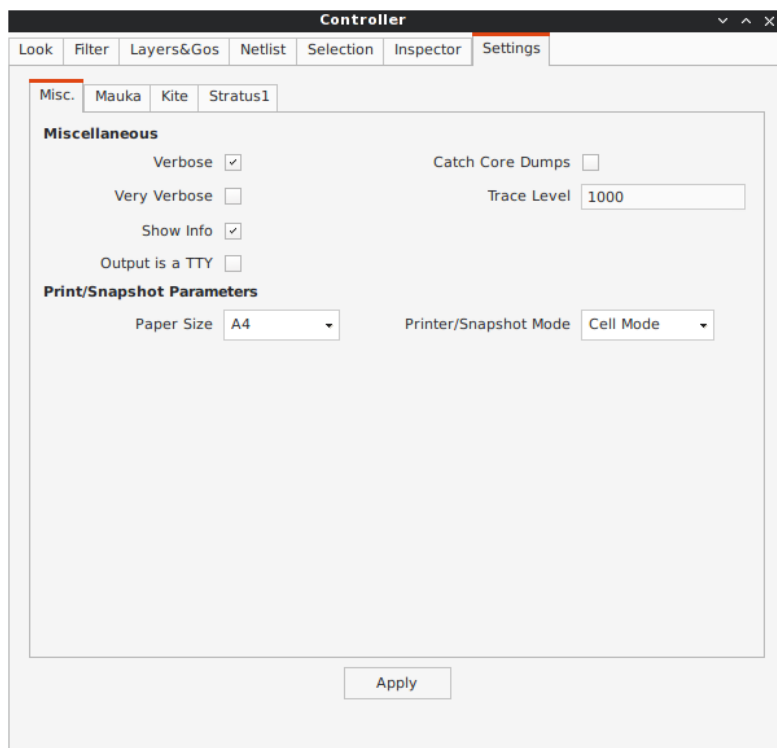 Controller
Look Filter Layers&Gos Netlist Selection Inspector Settings
Misc. Mauka Kite Stratus1
Miscellaneous
Verbose Catch Core Dumps
Very Verbose Trace Level 1000
Show Info
Output is a TTY
Print/Snapshot Parameters
Paper Size A4 Printer/Snapshot Mode Cell Mode
Apply